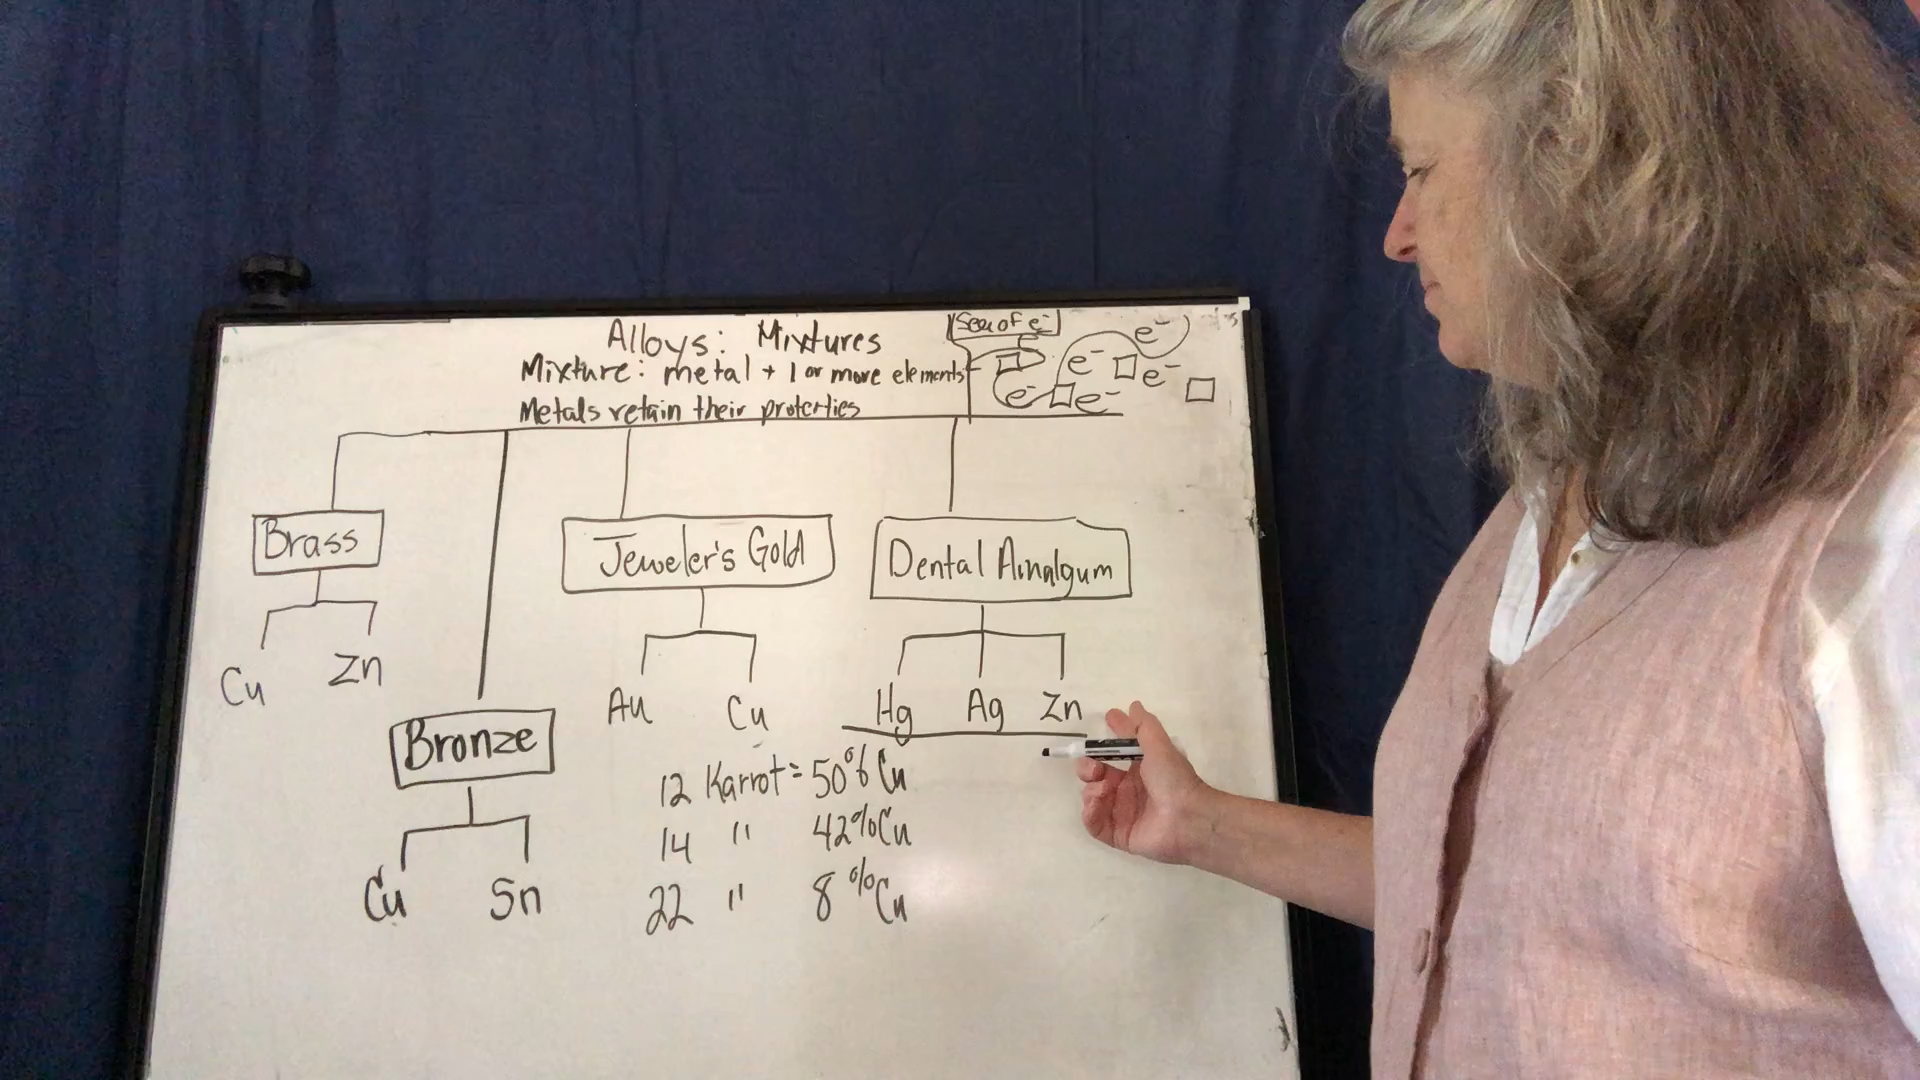 Alloys: Mixtures
Mixture: metal + 1 or more elements
Metals retain their properties
Sea of e⁻
e⁻
e⁻ e⁻
e⁻ e⁻
e⁻
Brass
Cu Zn
Bronze
Cu Sn
Jeweler's Gold
Au Cu
12 Karrot = 50% Cu
14 " 42% Cu
22 " 8% Cu
Dental Amalgum
Hg Ag Zn